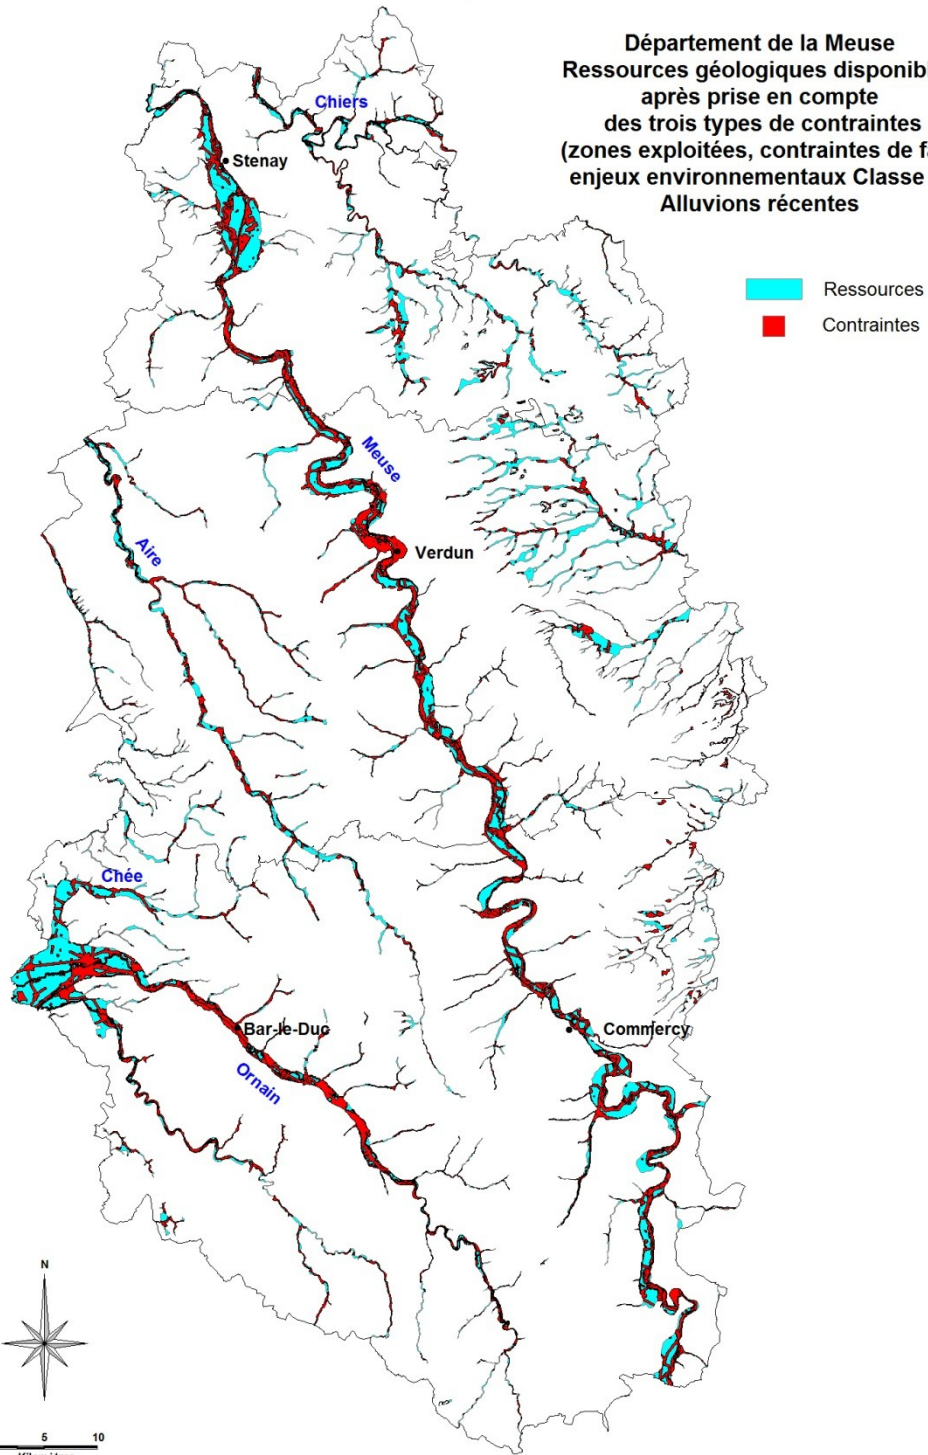 Département de la Meuse
Ressources géologiques disponib
après prise en compte
des trois types de contraintes
(zones exploitées, contraintes de
enjeux environnementaux Classe
Alluvions récentes
Ressources
Contraintes
Chiers
Stenay
Meuse
Verdun
Aire
Chée
Bar-le-Duc
Commercy
Ornain
N
5 10